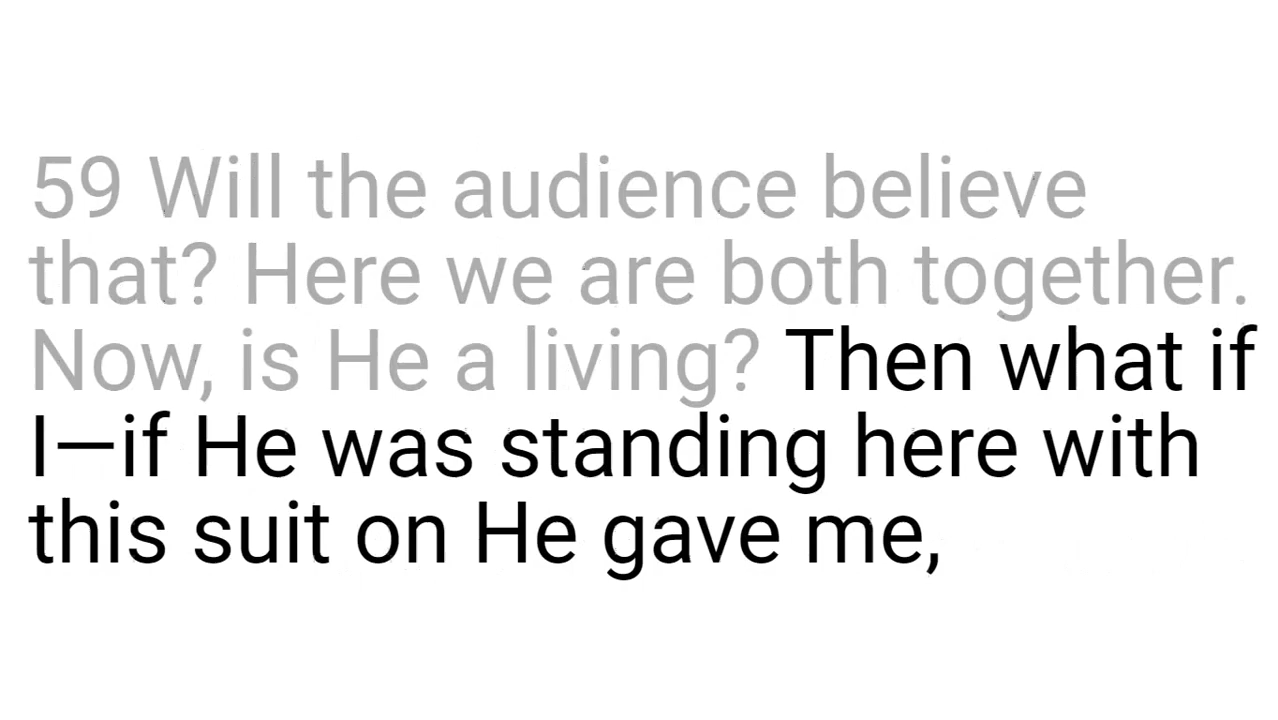 59 Will the audience believe
that? Here we are both together.
Now, is He a living? Then what if
I—if He was standing here with
this suit on He gave me,